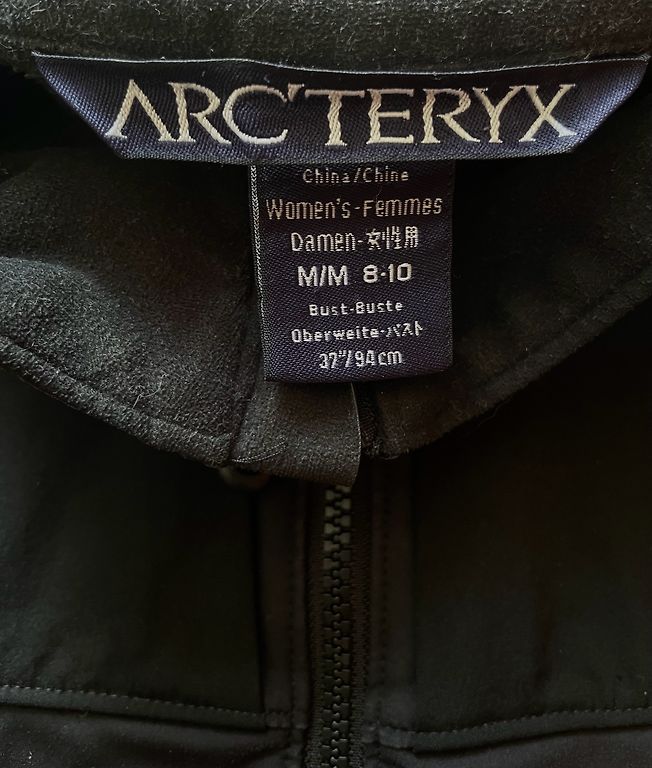 ARC'TERYX
China/Chine
Women's-Femmes
Damen-女性用
M/M 8-10
Bust-Buste
Oberweite-バスト
37"/94cm